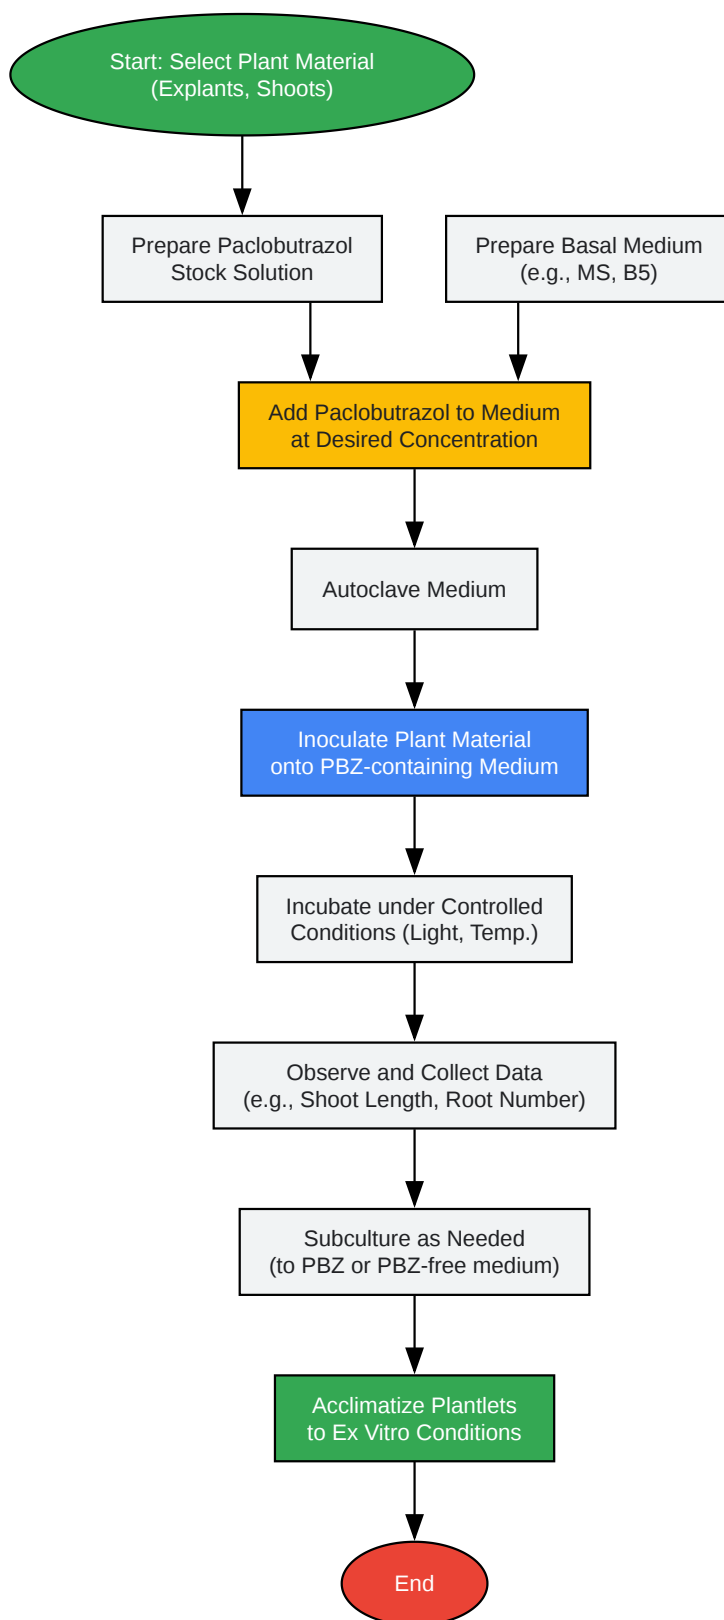 Start: Select Plant Material
(Explants, Shoots)
Prepare Paclobutrazol
Stock Solution
Prepare Basal Medium
(e.g., MS, B5)
Add Paclobutrazol to Medium
at Desired Concentration
Autoclave Medium
Inoculate Plant Material
onto PBZ-containing Medium
Incubate under Controlled
Conditions (Light, Temp.)
Observe and Collect Data
(e.g., Shoot Length, Root Number)
Subculture as Needed
(to PBZ or PBZ-free medium)
Acclimatize Plantlets
to Ex Vitro Conditions
End